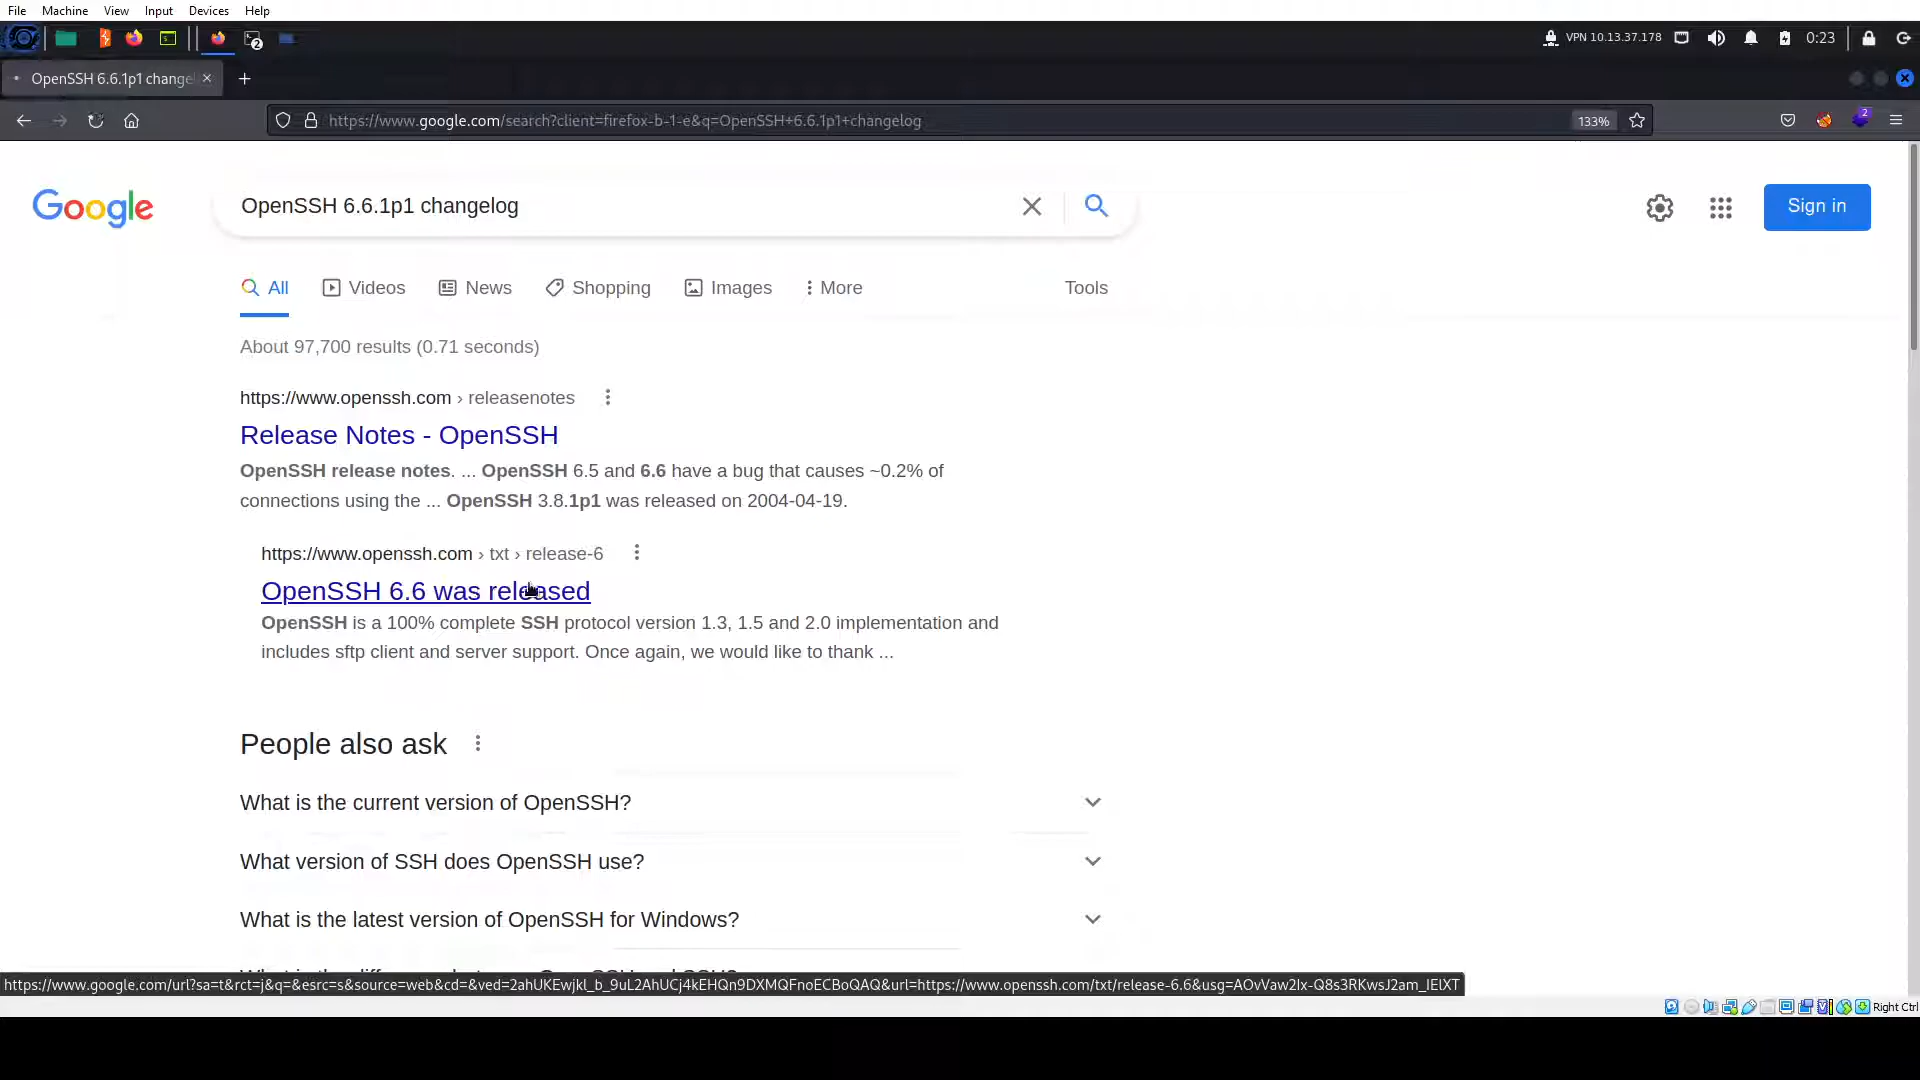 File Machine View Input Devices Help
2 VPN 10.13.37.178 0:23
OpenSSH 6.6.1p1 change
https://www.google.com/search?client=firefox-b-1-e&q=OpenSSH+6.6.1p1+changelog 133% 2
Google OpenSSH 6.6.1p1 changelog Sign in
All Videos News Shopping Images More Tools
About 97,700 results (0.71 seconds)
https://www.openssh.com › releasenotes
Release Notes - OpenSSH
OpenSSH release notes. ... OpenSSH 6.5 and 6.6 have a bug that causes ~0.2% of
connections using the ... OpenSSH 3.8.1p1 was released on 2004-04-19.
https://www.openssh.com › txt › release-6
OpenSSH 6.6 was released
OpenSSH is a 100% complete SSH protocol version 1.3, 1.5 and 2.0 implementation and
includes sftp client and server support. Once again, we would like to thank ...
People also ask
What is the current version of OpenSSH?
What version of SSH does OpenSSH use?
What is the latest version of OpenSSH for Windows?
https://www.google.com/url?sa=t&rct=j&q=&esrc=s&source=web&cd=&ved=2ahUKEwjkl_b_9uL2AhUCj4kEHQn9DXMQFnoECBoQAQ&url=https://www.openssh.com/txt/release-6.6&usg=AOvVaw2Ix-Q8s3RKwsJ2am_IEIXT
Right Ctrl